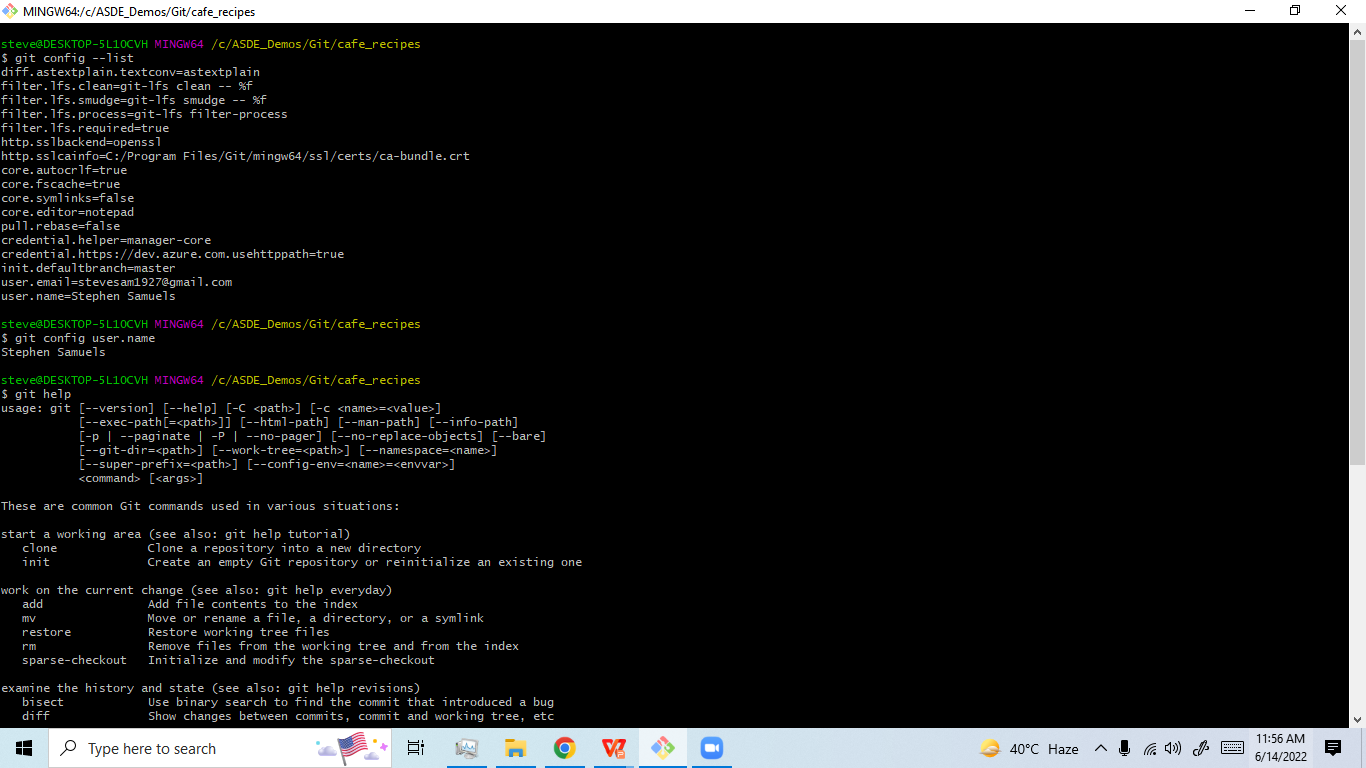 MINGW64:/c/ASDE_Demos/Git/cafe_recipes
steve@DESKTOP-5L1OCVH MINGW64 /c/ASDE_Demos/Git/cafe_recipes
$ git config --list
diff.astextplain.textconv=astextplain
filter.lfs.clean=git-lfs clean -- %f
filter.lfs.smudge=git-lfs smudge -- %f
filter.lfs.process=git-lfs filter-process
filter.lfs.required=true
http.sslbackend=openssl
http.sslcainfo=C:/Program Files/Git/mingw64/ssl/certs/ca-bundle.crt
core.autocrlf=true
core.fscache=true
core.symlinks=false
core.editor=notepad
pull.rebase=false
credential.helper=manager-core
credential.https://dev.azure.com.usehttppath=true
init.defaultbranch=master
user.email=stevesam1927@gmail.com
user.name=Stephen Samuels
steve@DESKTOP-5L1OCVH MINGW64 /c/ASDE_Demos/Git/cafe_recipes
$ git config user.name
Stephen Samuels
steve@DESKTOP-5L1OCVH MINGW64 /c/ASDE_Demos/Git/cafe_recipes
$ git help
usage: git [--version] [--help] [-C <path>] [-c <name>=<value>]
           [--exec-path[=<path>]] [--html-path] [--man-path] [--info-path]
           [-p | --paginate | -P | --no-pager] [--no-replace-objects] [--bare]
           [--git-dir=<path>] [--work-tree=<path>] [--namespace=<name>]
           [--super-prefix=<path>] [--config-env=<name>=<envvar>]
           <command> [<args>]
These are common Git commands used in various situations:
start a working area (see also: git help tutorial)
   clone             Clone a repository into a new directory
   init              Create an empty Git repository or reinitialize an existing one
work on the current change (see also: git help everyday)
   add               Add file contents to the index
   mv                Move or rename a file, a directory, or a symlink
   restore           Restore working tree files
   rm                Remove files from the working tree and from the index
   sparse-checkout   Initialize and modify the sparse-checkout
examine the history and state (see also: git help revisions)
   bisect            Use binary search to find the commit that introduced a bug
   diff              Show changes between commits, commit and working tree, etc
Type here to search
40°C Haze
11:56 AM
6/14/2022